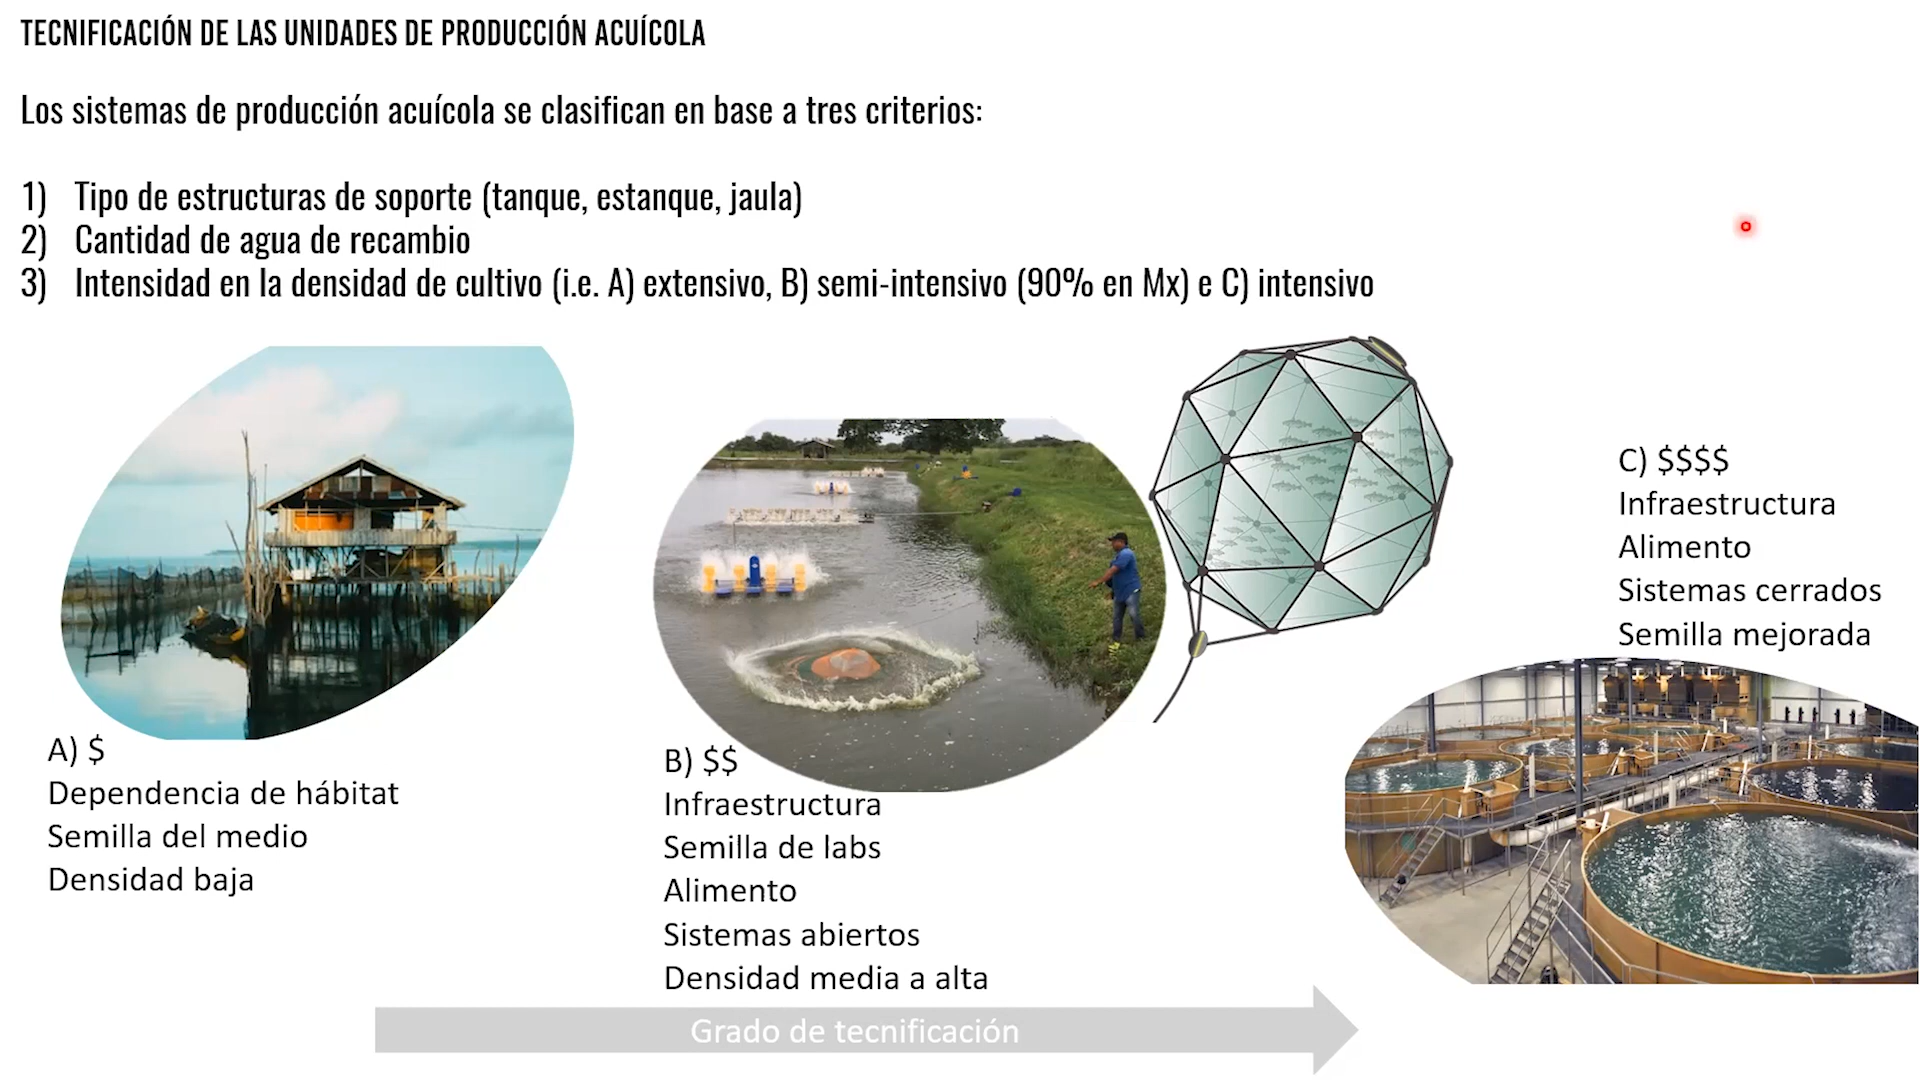 TECNIFICACIÓN DE LAS UNIDADES DE PRODUCCIÓN ACUÍCOLA
Los sistemas de producción acuícola se clasifican en base a tres criterios:
1) Tipo de estructuras de soporte (tanque, estanque, jaula)
2) Cantidad de agua de recambio
3) Intensidad en la densidad de cultivo (i.e. A) extensivo, B) semi-intensivo (90% en Mx) e C) intensivo
A) $
Dependencia de hábitat
Semilla del medio
Densidad baja
B) $$
Infraestructura
Semilla de labs
Alimento
Sistemas abiertos
Densidad media a alta
C) $$$$
Infraestructura
Alimento
Sistemas cerrados
Semilla mejorada
Grado de tecnificación